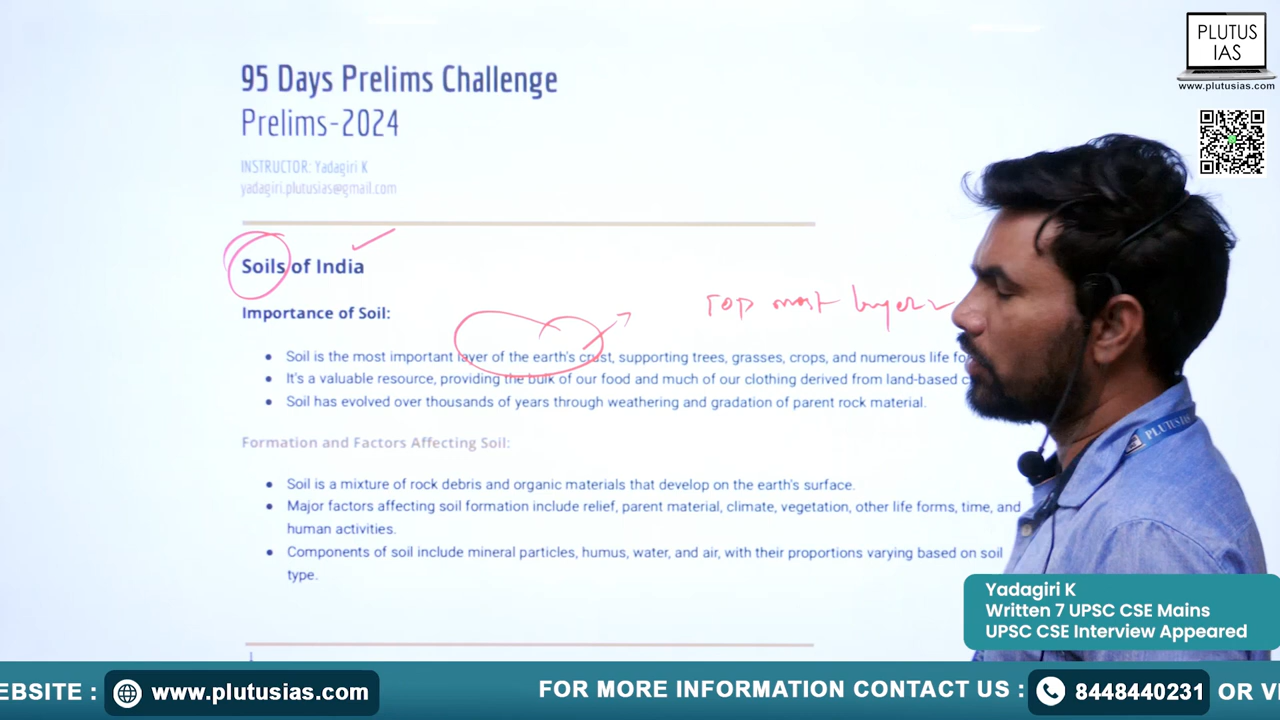 PLUTUS
IAS
www.plutusias.com
95 Days Prelims Challenge
Prelims-2024
INSTRUCTOR: Yadagiri K
yadagiri.plutusias@gmail.com
Soils of India
Importance of Soil:
Top most layer
● Soil is the most important layer of the earth's crust, supporting trees, grasses, crops, and numerous life
● It's a valuable resource, providing the bulk of our food and much of our clothing derived from land-based
● Soil has evolved over thousands of years through weathering and gradation of parent rock material.
Formation and Factors Affecting Soil:
● Soil is a mixture of rock debris and organic materials that develop on the earth's surface.
● Major factors affecting soil formation include relief, parent material, climate, vegetation, other life forms, time, and
human activities.
● Components of soil include mineral particles, humus, water, and air, with their proportions varying based on soil
type.
PLUTUS IAS
Yadagiri K
Written 7 UPSC CSE Mains
UPSC CSE Interview Appeared
EBSITE : www.plutusias.com FOR MORE INFORMATION CONTACT US : 8448440231 OR